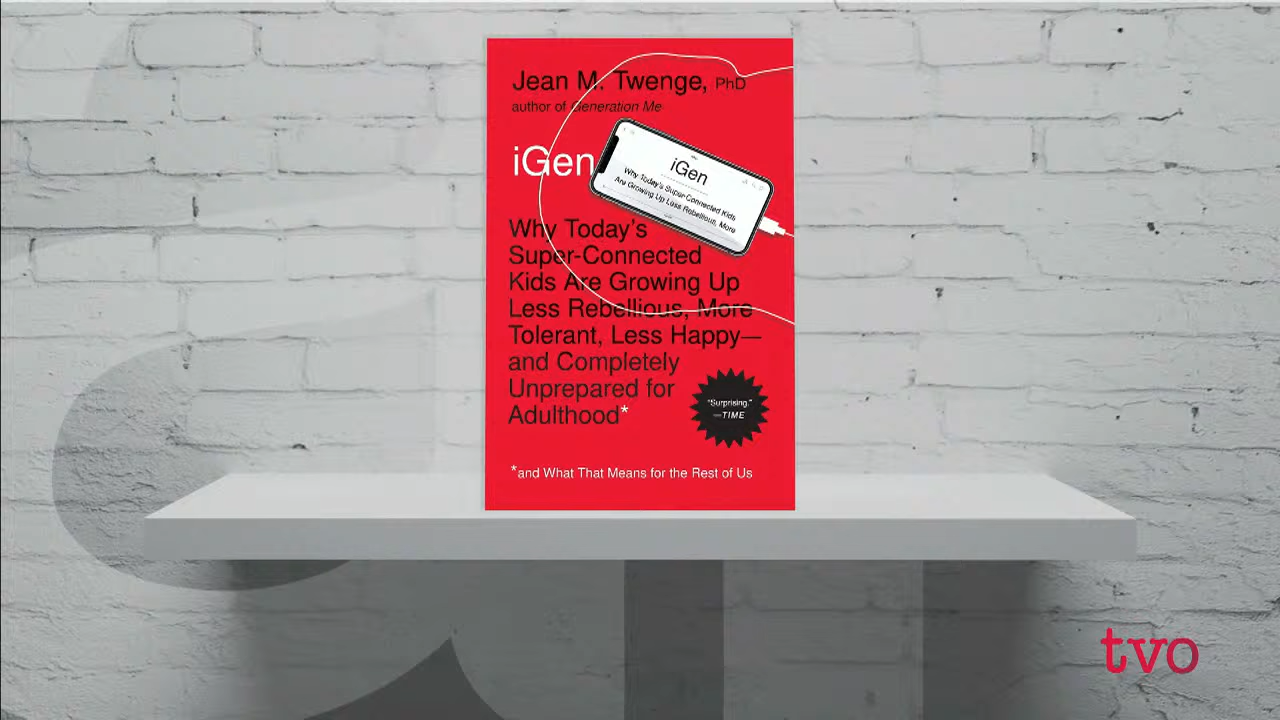 Jean M. Twenge, PhD
author of Generation Me
iGen
iGen
Why Today's Super-Connected Kids
Are Growing Up Less Rebellious, More
Why Today's
Super-Connected
Kids Are Growing Up
Less Rebellious, More
Tolerant, Less Happy—
and Completely
Unprepared for
Adulthood*
"Surprising."
—TIME
*and What That Means for the Rest of Us
tvo